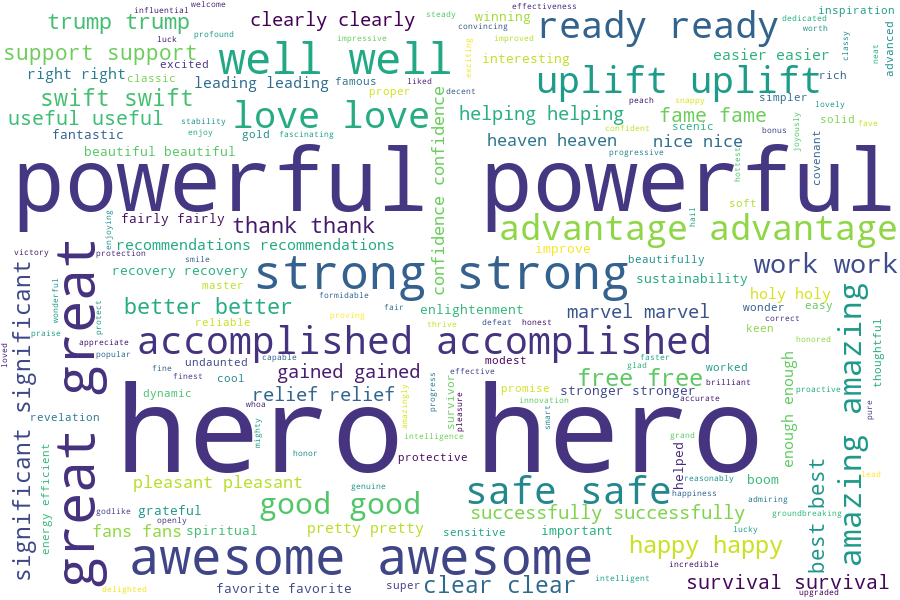 influential
welcome
trump trump
clearly clearly
steady
effectiveness
inspiration
winning
dedicated
luck
profound
impressive
convincing
ready ready
worth
classy
neat
advanced
support support
well well
improved
interesting
easier easier
excited
exciting
right right
classic
leading leading
famous
liked
uplift uplift
rich
proper
decent
peach
snappy
simpler
swift swift
love love
confidence confidence
helping helping
fame fame
lovely
useful useful
stability
scenic
solid
fave
enjoy
gold
fascinating
confident
bonus
joyously
fantastic
heaven heaven
nice nice
covenant
beautiful beautiful
progressive
hottest
powerful powerful
soft
hail
fairly fairly
thank thank
advantage advantage
enjoying
great great
recommendations recommendations
improve
victory
protection
smile
strong strong
beautifully
work work
significant significant
recovery recovery
sustainability
wonderful
master
formidable
holy holy
protect
better better
fair
enlightenment
marvel marvel
wonder
easy
reliable
proving
correct
thrive
defeat
honest
keen
thoughtful
praise
accomplished accomplished
amazing amazing
loved
appreciate
honored
popular
undaunted
capable
modest
faster
fine
gained gained
effective
glad
worked
finest
cool
progress
free free
brilliant
enough enough
proactive
dynamic
relief relief
amazingly
survivor
pleasure
promise
stronger stronger
accurate
whoa
innovation
pure
revelation
hero hero
smart
mighty
intelligence
grand
honor
protective
helped
energy efficient
lead
pleasant pleasant
genuine
safe safe
reasonably
boom
best best
happiness
admiring
godlike
grateful
good good
successfully successfully
groundbreaking
openly
fans fans
spiritual
pretty pretty
sensitive
important
lucky
awesome awesome
happy happy
incredible
delighted
favorite favorite
super
clear clear
intelligent
survival survival
upgraded